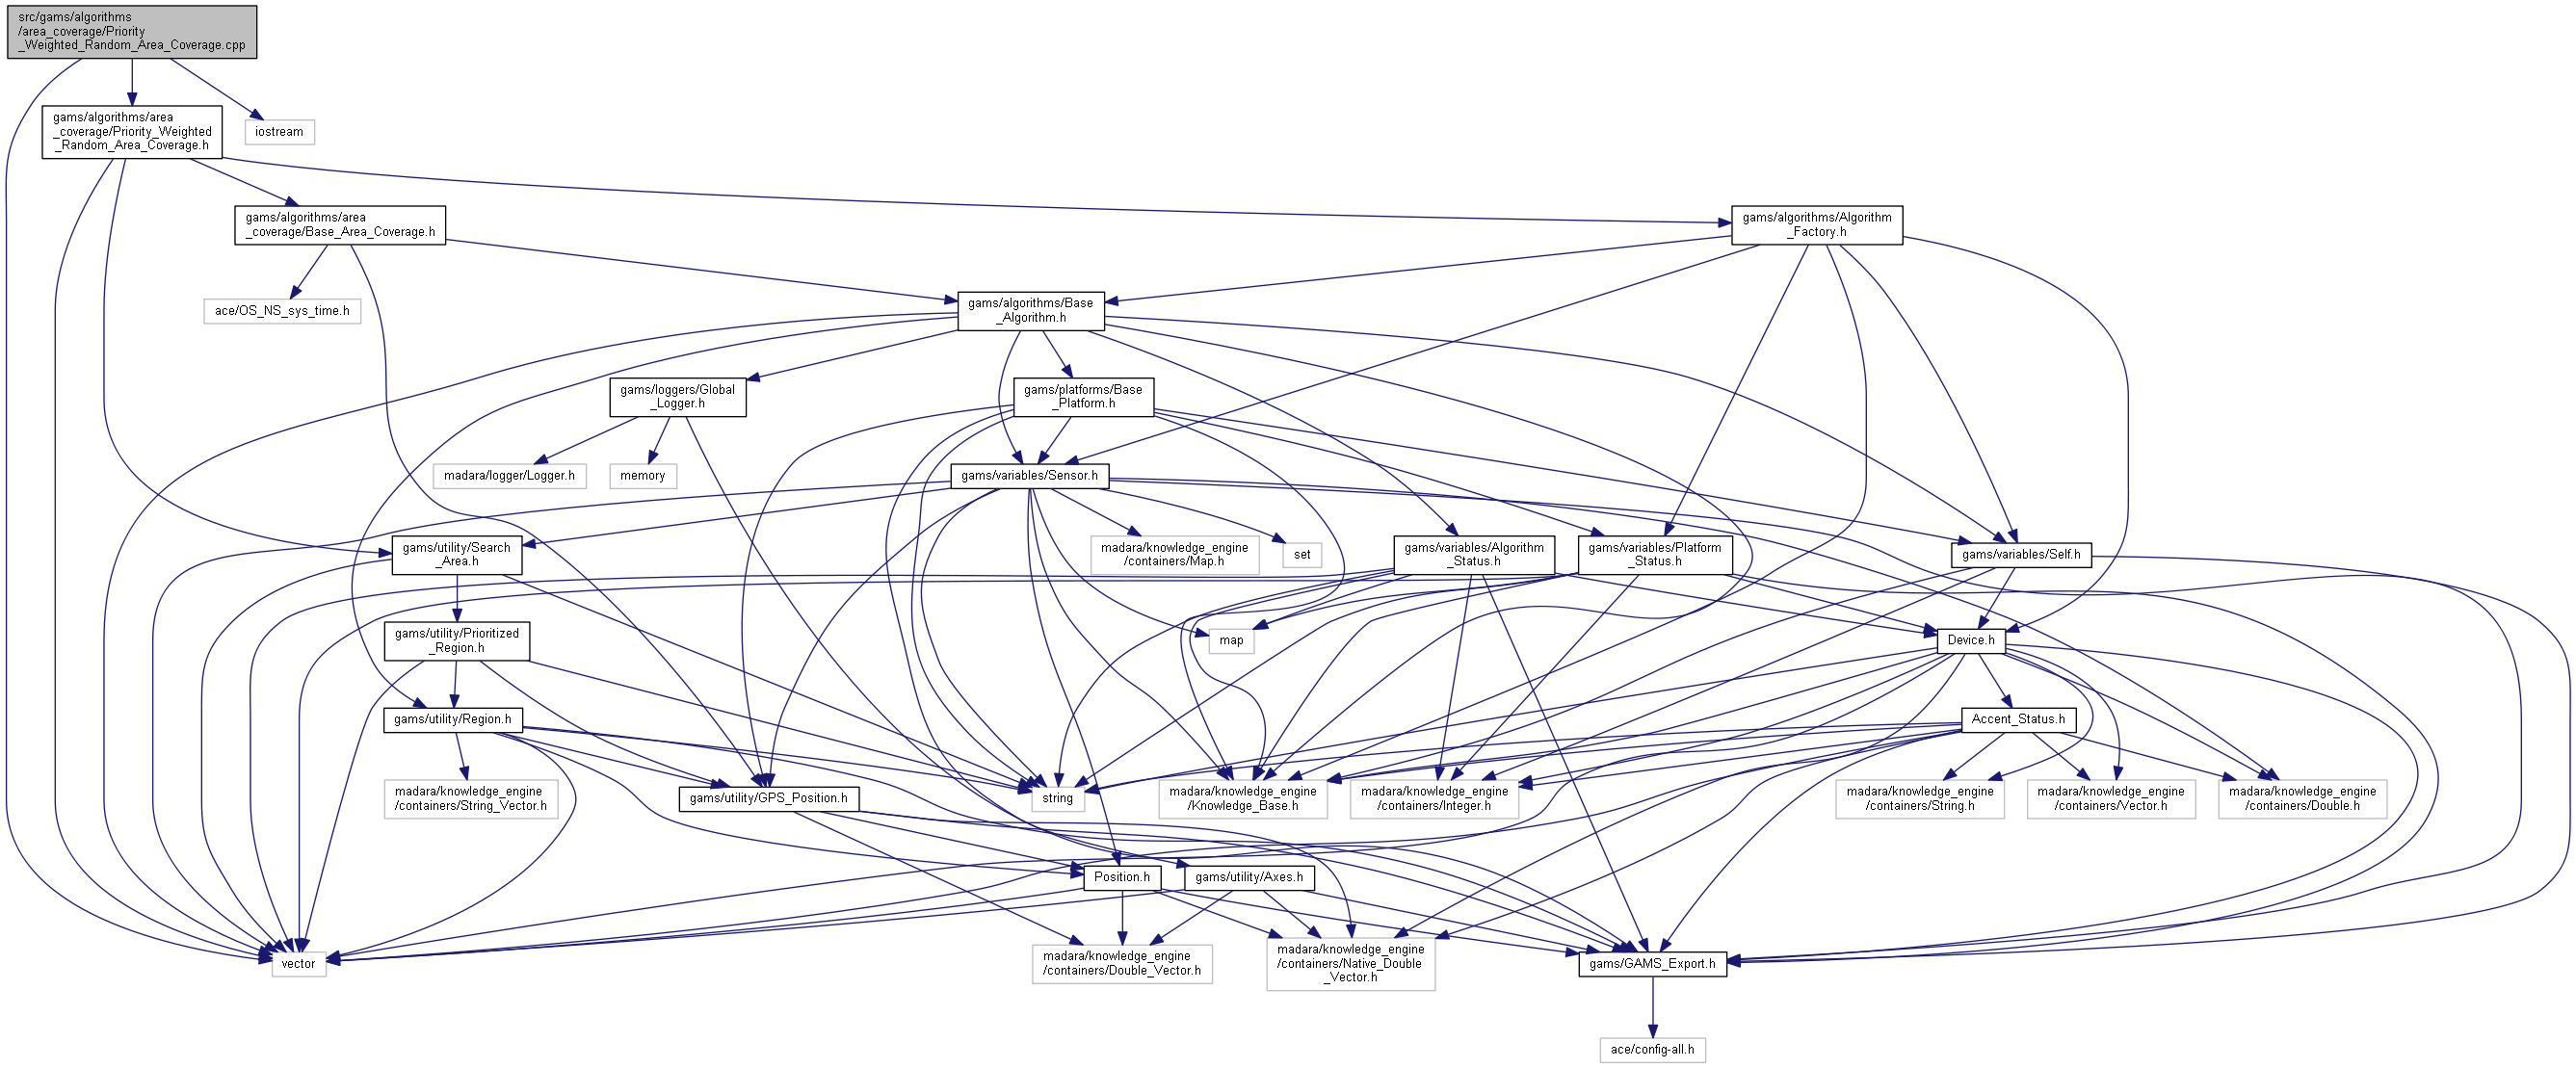 src/gams/algorithms
/area_coverage/Priority
_Weighted_Random_Area_Coverage.cpp
gams/algorithms/area
_coverage/Priority_Weighted
_Random_Area_Coverage.h
iostream
gams/algorithms/area
_coverage/Base_Area_Coverage.h
gams/algorithms/Algorithm
_Factory.h
ace/OS_NS_sys_time.h
gams/algorithms/Base
_Algorithm.h
gams/loggers/Global
_Logger.h
gams/platforms/Base
_Platform.h
madara/logger/Logger.h
memory
gams/variables/Sensor.h
gams/utility/Search
_Area.h
madara/knowledge_engine
/containers/Map.h
set
gams/variables/Algorithm
_Status.h
gams/variables/Platform
_Status.h
gams/variables/Self.h
gams/utility/Prioritized
_Region.h
map
Device.h
gams/utility/Region.h
Accent_Status.h
madara/knowledge_engine
/containers/String_Vector.h
gams/utility/GPS_Position.h
string
madara/knowledge_engine
/Knowledge_Base.h
madara/knowledge_engine
/containers/Integer.h
madara/knowledge_engine
/containers/String.h
madara/knowledge_engine
/containers/Vector.h
madara/knowledge_engine
/containers/Double.h
Position.h
gams/utility/Axes.h
vector
madara/knowledge_engine
/containers/Double_Vector.h
madara/knowledge_engine
/containers/Native_Double
_Vector.h
gams/GAMS_Export.h
ace/config-all.h